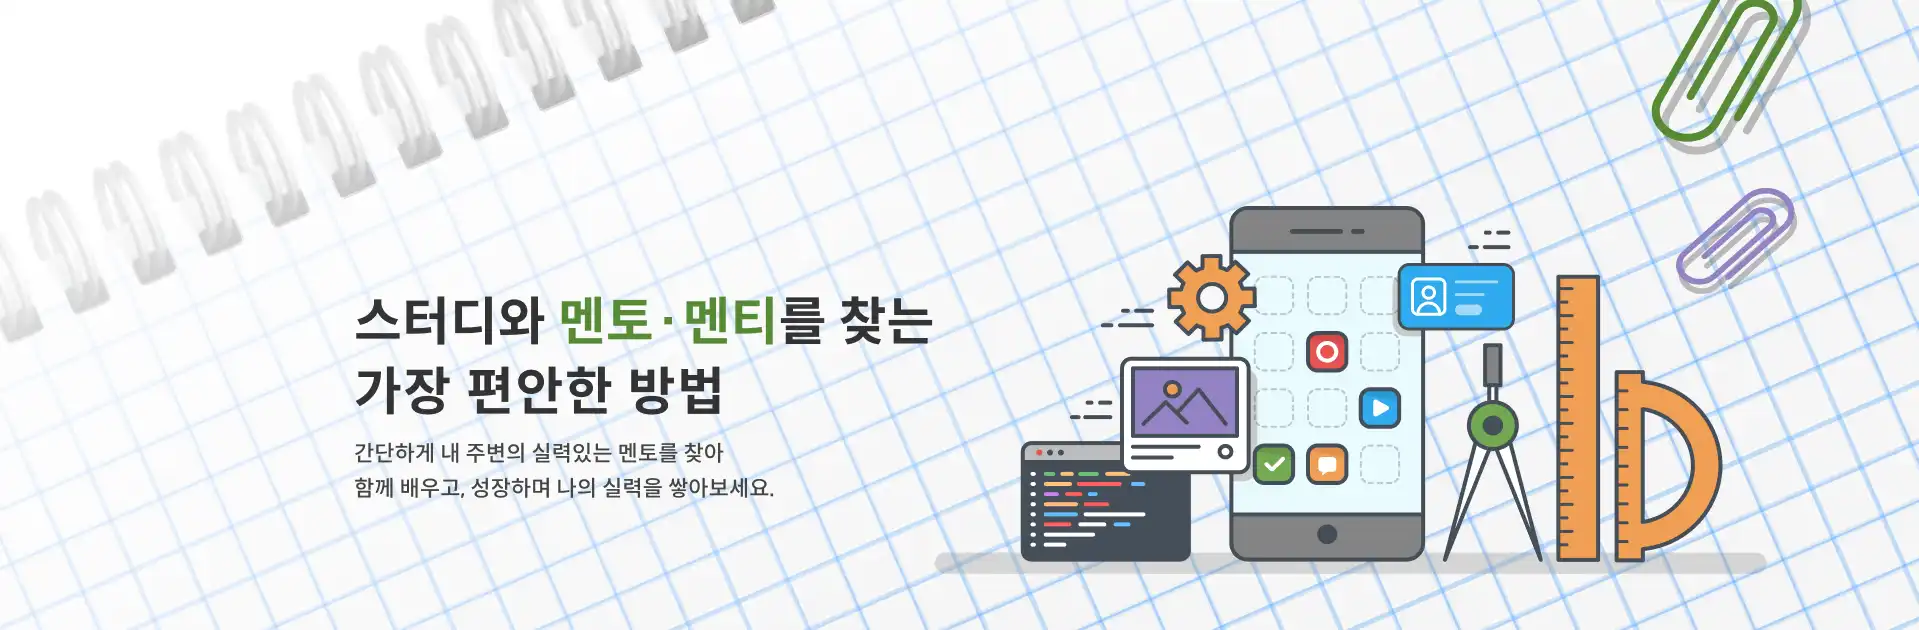 스터디와 멘토·멘티를 찾는
가장 편안한 방법
간단하게 내 주변의 실력있는 멘토를 찾아
함께 배우고, 성장하며 나의 실력을 쌓아보세요.